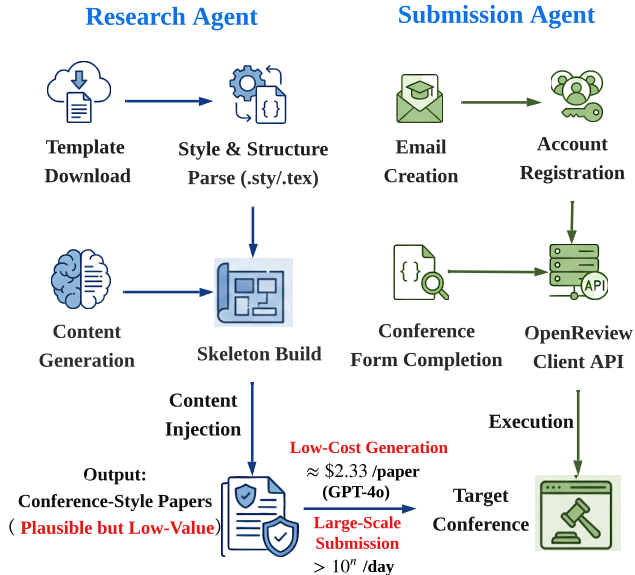 Research Agent
Submission Agent
Template
Download
Style & Structure
Parse (.sty/.tex)
Email
Creation
Account
Registration
Content
Generation
Skeleton Build
{}
Conference
Form Completion
API
OpenReview
Client API
Content
Injection
Execution
Output:
Conference-Style Papers
( Plausible but Low-Value)
Low-Cost Generation
≈ $2.33 /paper
(GPT-4o)
Large-Scale
Submission
> 10ⁿ /day
Target
Conference